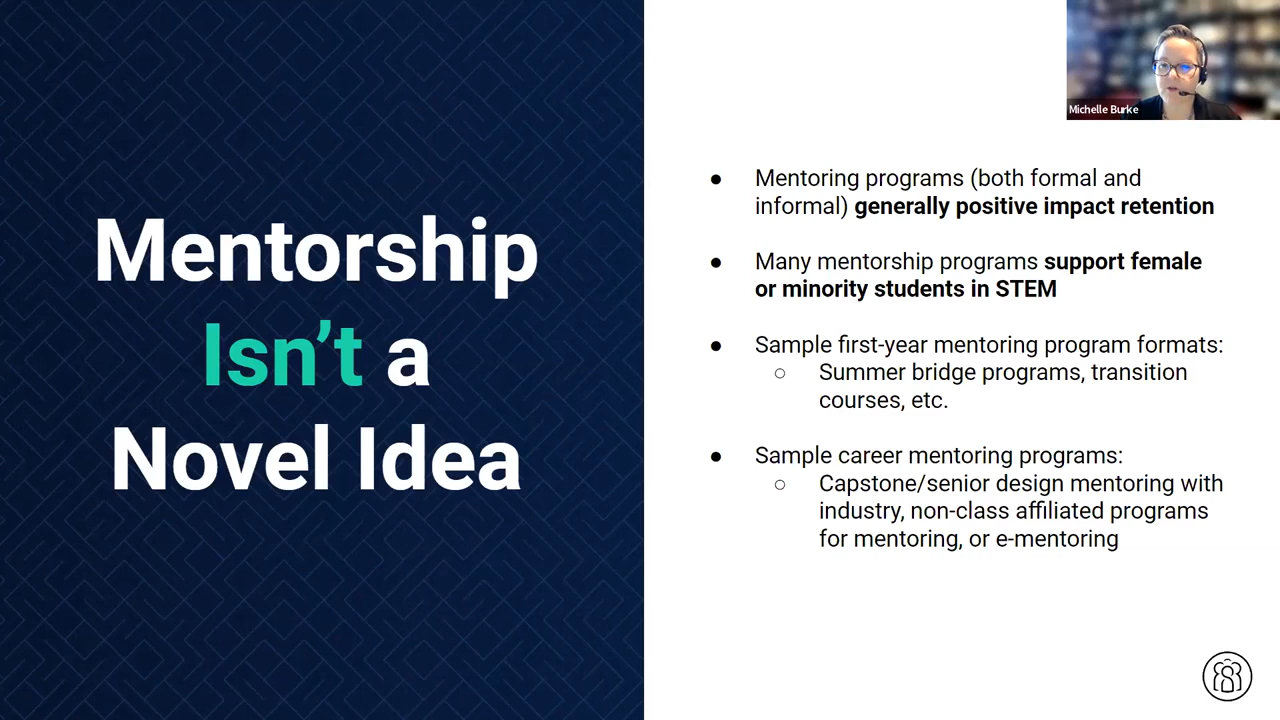 Mentorship
Isn’t a
Novel Idea
Michelle Burke
● Mentoring programs (both formal and
informal) generally positive impact retention
● Many mentorship programs support female
or minority students in STEM
● Sample first-year mentoring program formats:
○ Summer bridge programs, transition
courses, etc.
● Sample career mentoring programs:
○ Capstone/senior design mentoring with
industry, non-class affiliated programs
for mentoring, or e-mentoring